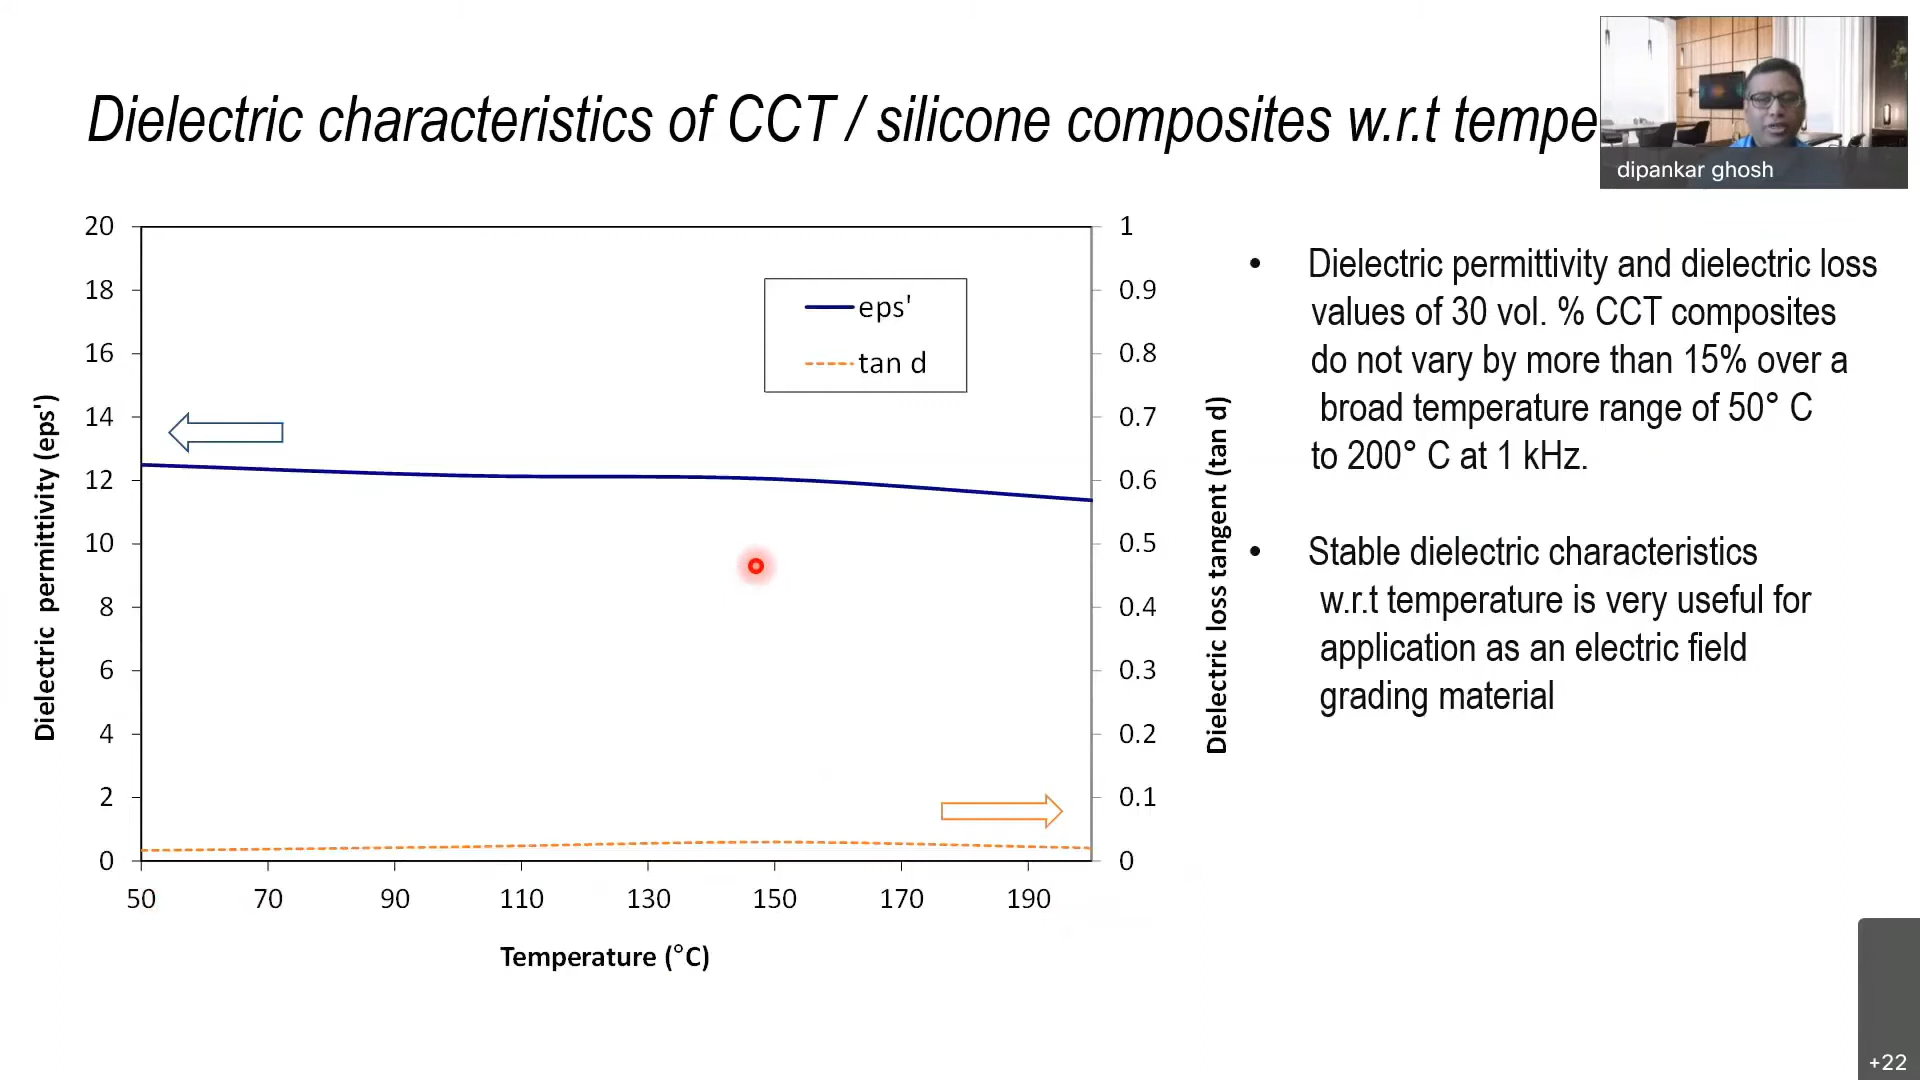 Dielectric characteristics of CCT / silicone composites w.r.t tempe
dipankar ghosh
20
18
16
14
12
10
8
6
4
2
0
Dielectric permittivity (eps')
eps'
tan d
1
0.9
0.8
0.7
0.6
0.5
0.4
0.3
0.2
0.1
0
Dielectric loss tangent (tan d)
50 70 90 110 130 150 170 190
Temperature (°C)
• Dielectric permittivity and dielectric loss
values of 30 vol. % CCT composites
do not vary by more than 15% over a
broad temperature range of 50° C
to 200° C at 1 kHz.
• Stable dielectric characteristics
w.r.t temperature is very useful for
application as an electric field
grading material
+22